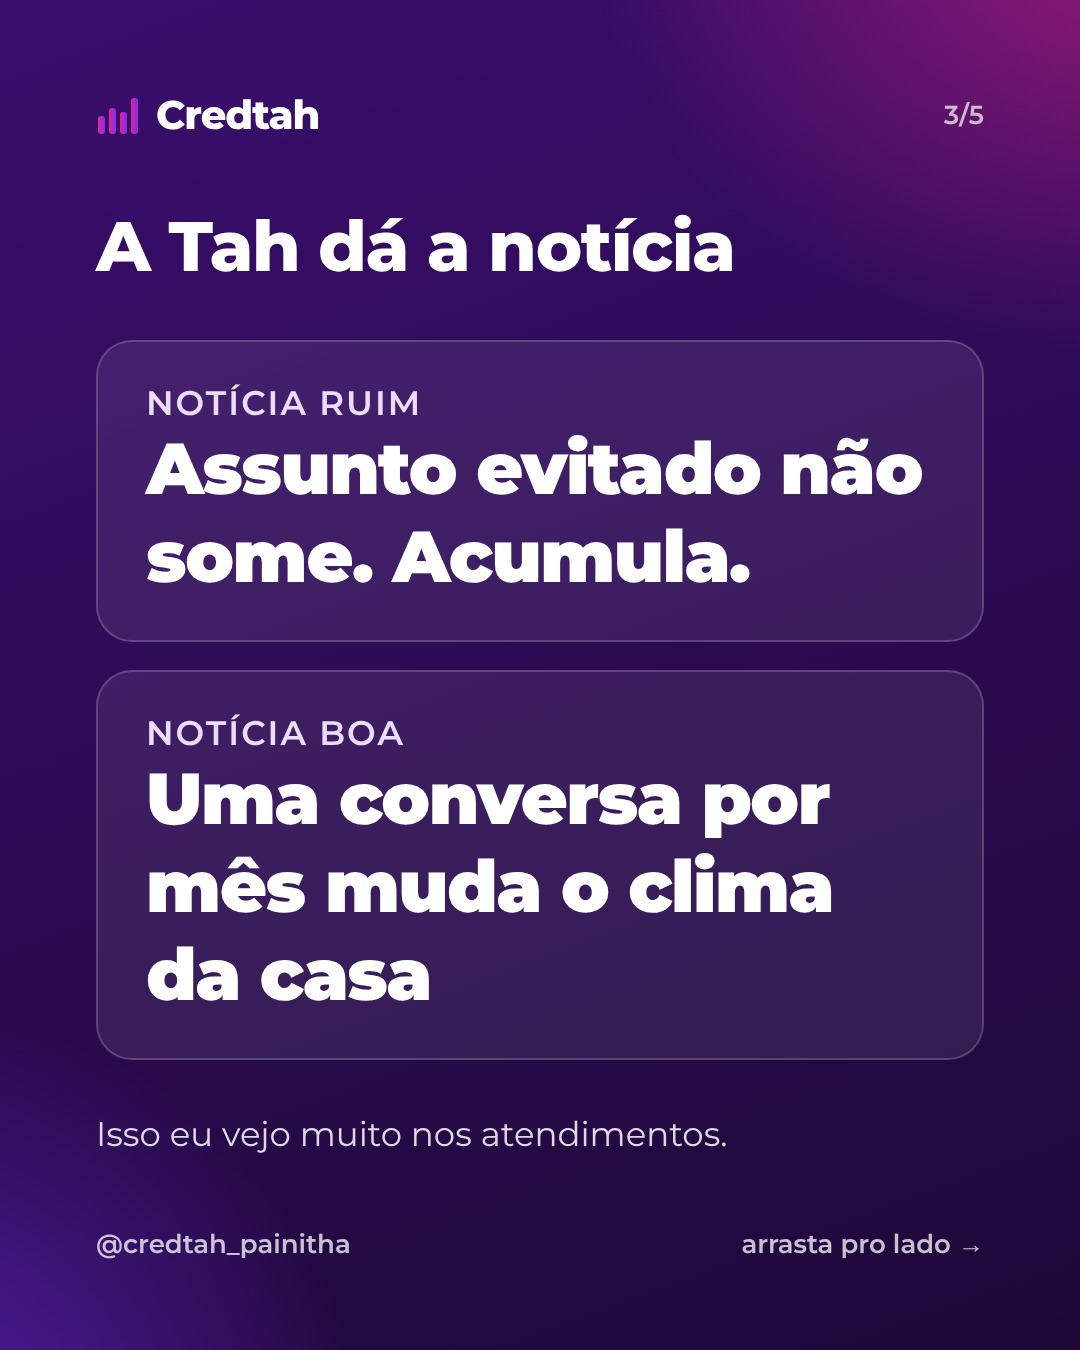 Credtah
3/5
A Tah dá a notícia
NOTÍCIA RUIM
Assunto evitado não
some. Acumula.
NOTÍCIA BOA
Uma conversa por
mês muda o clima
da casa
Isso eu vejo muito nos atendimentos.
@credtah_painitha
arrasta pro lado →